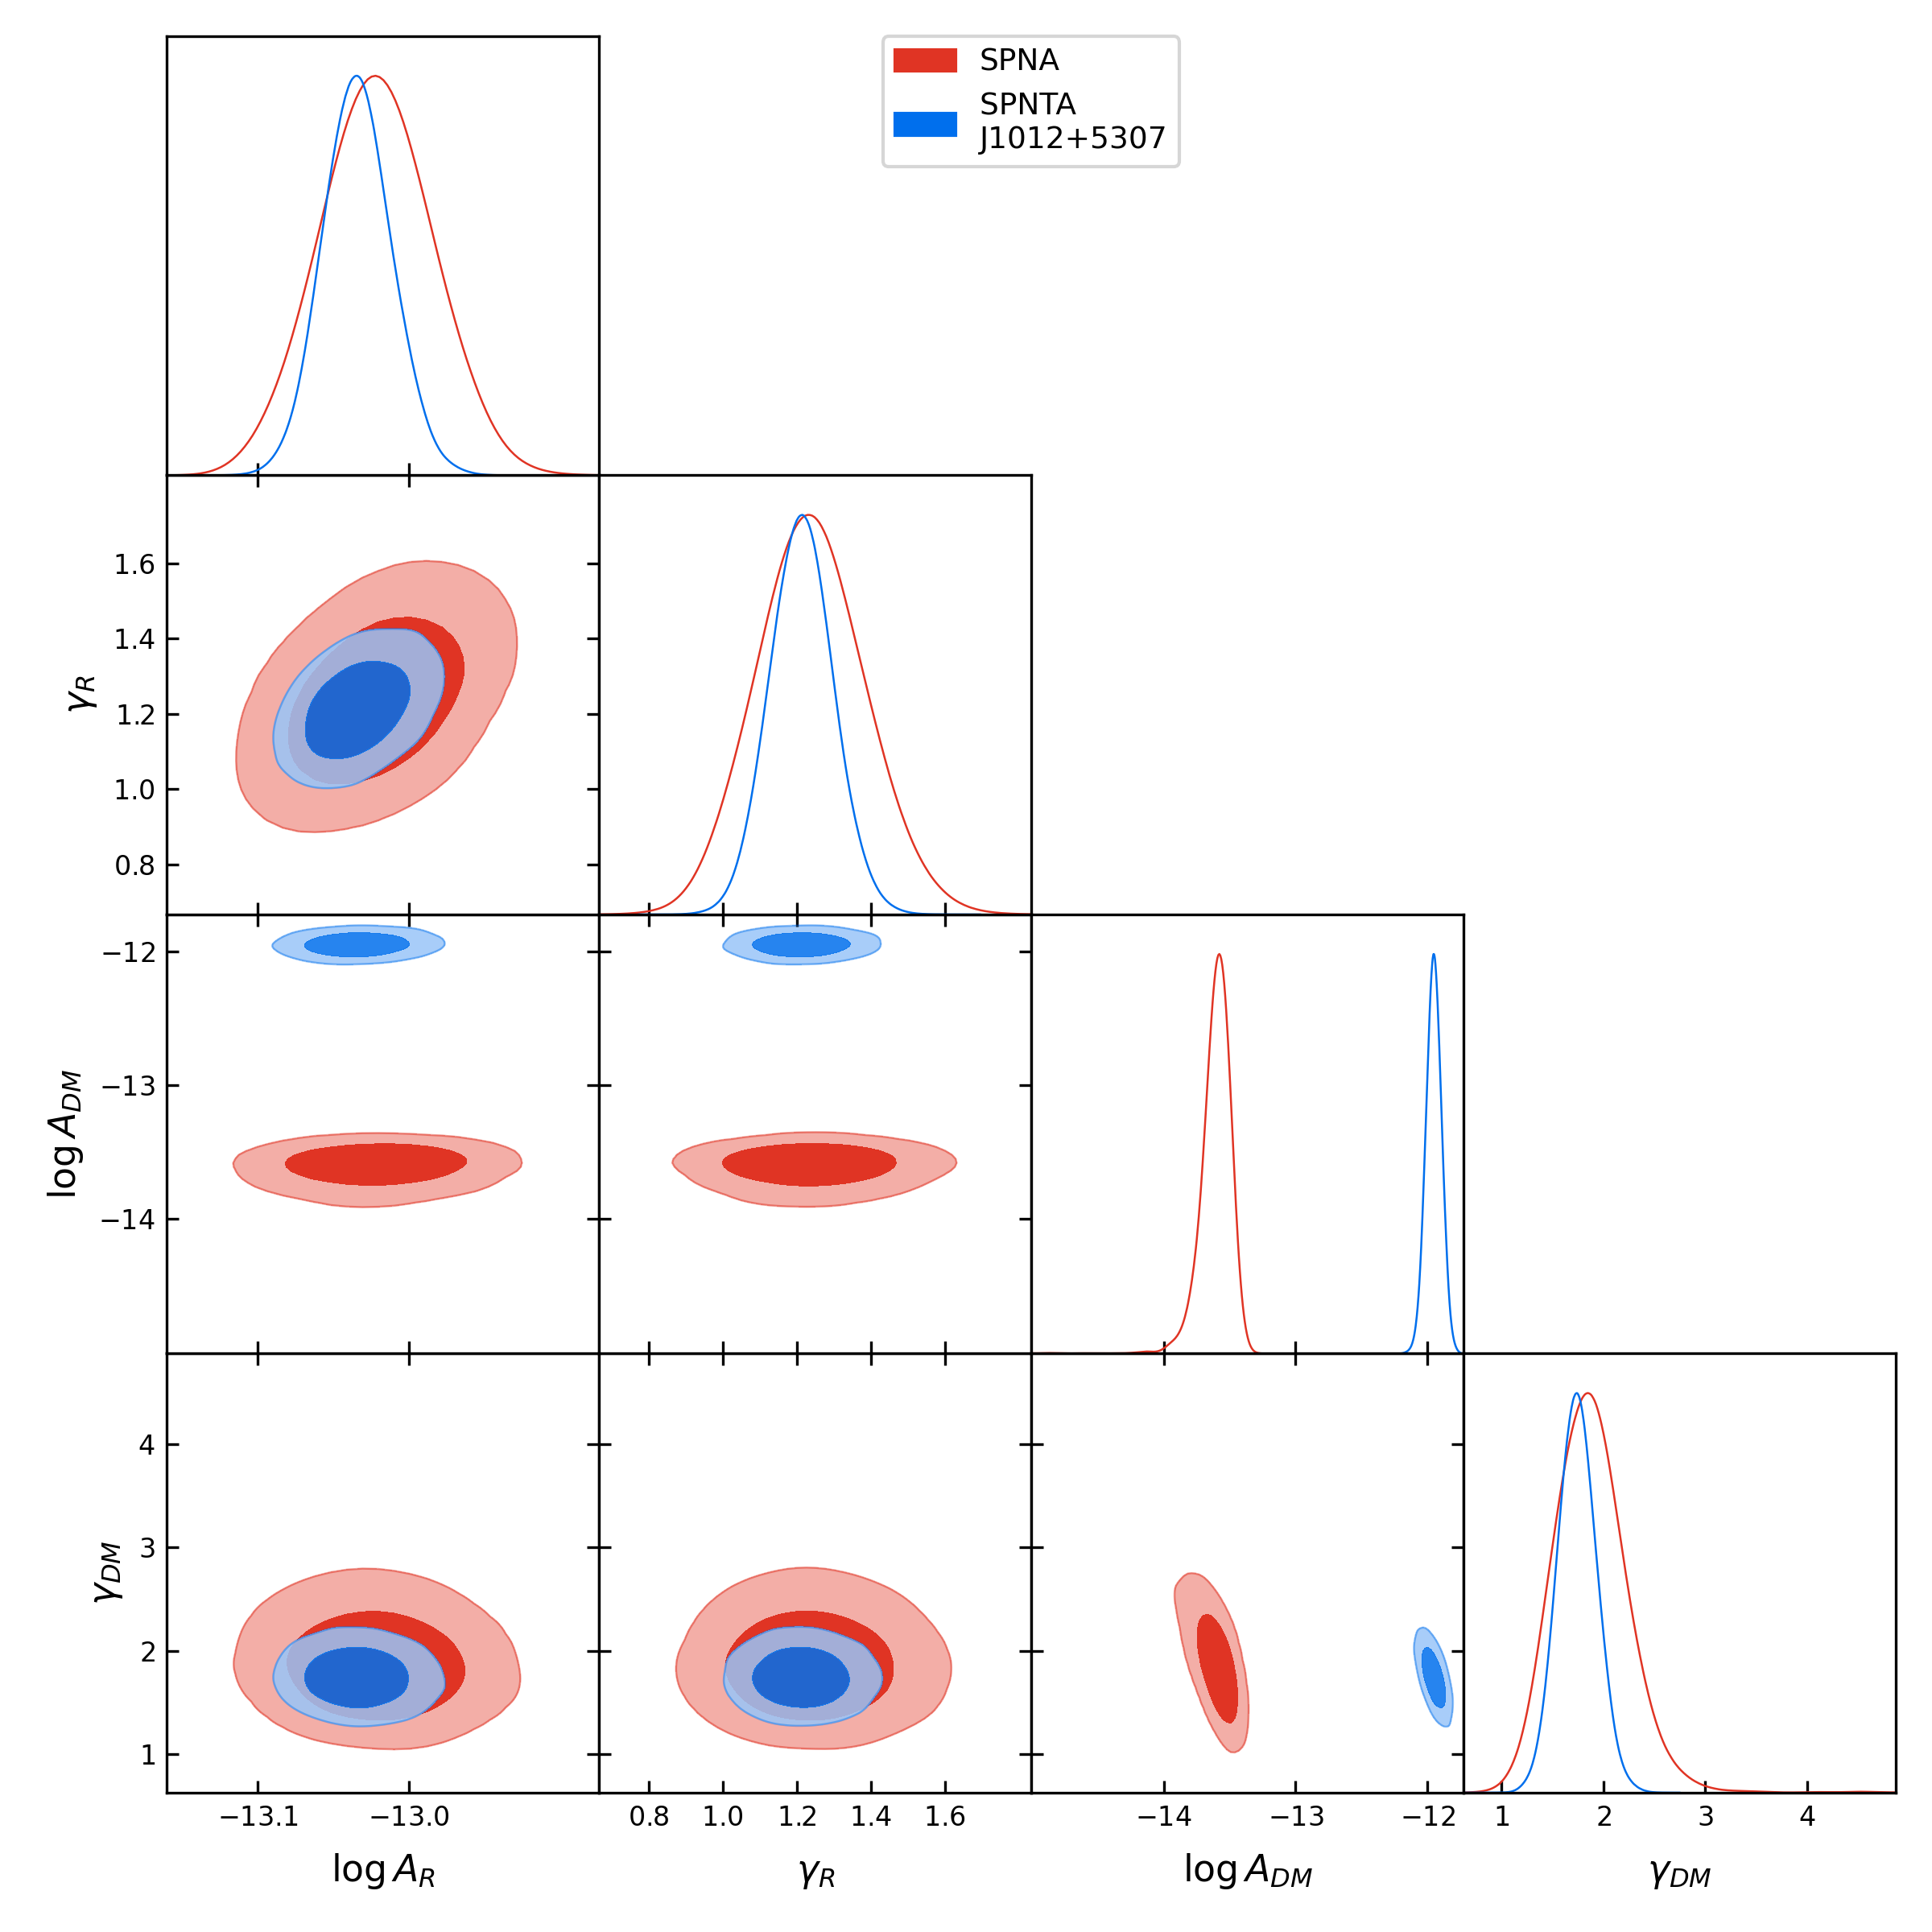 SPNA
SPNTA
J1012+5307
1.6
1.4
γR
1.2
1.0
0.8
−12
−13
log ADM
−14
4
3
γDM
2
1
−13.1 −13.0 0.8 1.0 1.2 1.4 1.6 −14 −13 −12 1 2 3 4
log AR γR log ADM γDM